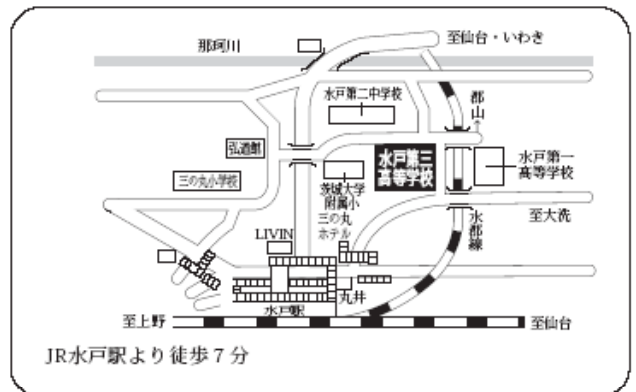 那珂川
至仙台・いわき
水戸第二中学校
郡山
弘道館
水戸第三
高等学校
水戸第一
高等学校
三の丸小学校
茨城大学
附属小
三の丸
ホテル
至大洗
水郡線
LIVIN
丸井
水戸駅
至上野
至仙台
JR水戸駅より徒歩7分